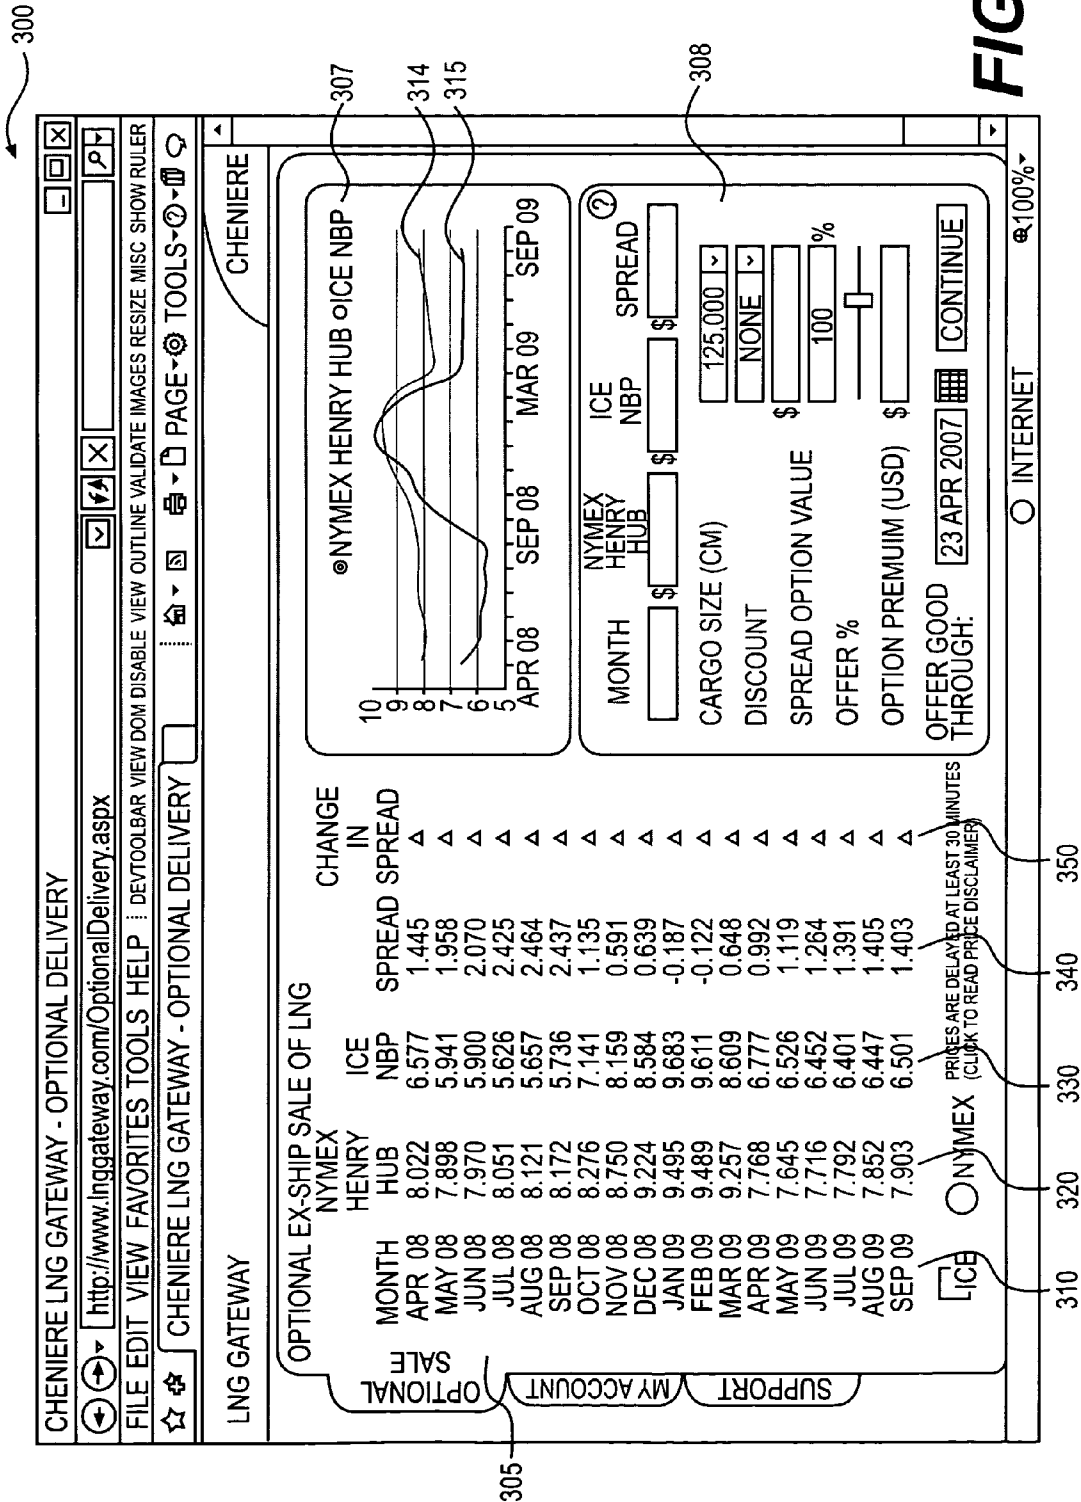 300
CHENIERE LNG GATEWAY - OPTIONAL DELIVERY
http://www.lnggateway.com/OptionalDelivery.aspx
FILE EDIT VIEW FAVORITES TOOLS HELP DEVTOOLBAR VIEW DOM DISABLE VIEW OUTLINE VALIDATE IMAGES RESIZE MISC SHOW RULER
CHENIERE LNG GATEWAY - OPTIONAL DELIVERY PAGE TOOLS
LNG GATEWAY CHENIERE
OPTIONAL SALE
MY ACCOUNT
SUPPORT
305
OPTIONAL EX-SHIP SALE OF LNG
MONTH NYMEX HENRY HUB ICE NBP SPREAD CHANGE IN SPREAD
APR 08 8.022 6.577 1.445
MAY 08 7.898 5.941 1.958
JUN 08 7.970 5.900 2.070
JUL 08 8.051 5.626 2.425
AUG 08 8.121 5.657 2.464
SEP 08 8.172 5.736 2.437
OCT 08 8.276 7.141 1.135
NOV 08 8.750 8.159 0.591
DEC 08 9.224 8.584 0.639
JAN 09 9.495 9.683 -0.187
FEB 09 9.489 9.611 -0.122
MAR 09 9.257 8.609 0.648
APR 09 7.768 6.777 0.992
MAY 09 7.645 6.526 1.119
JUN 09 7.716 6.452 1.264
JUL 09 7.792 6.401 1.391
AUG 09 7.852 6.447 1.405
SEP 09 7.903 6.501 1.403
ICE NYMEX PRICES ARE DELAYED AT LEAST 30 MINUTES
(CLICK TO READ PRICE DISCLAIMER)
310 320 330 340 350
NYMEX HENRY HUB ICE NBP
10
9
8
7
6
5
APR 08 SEP 08 MAR 09 SEP 09
307
314
315
MONTH NYMEX HENRY HUB ICE NBP SPREAD ?
$ $ $
CARGO SIZE (CM) 125,000
DISCOUNT NONE
SPREAD OPTION VALUE $
OFFER % 100 %
OPTION PREMUIM (USD) $
OFFER GOOD THROUGH: 23 APR 2007 CONTINUE
308
INTERNET 100%
FIG